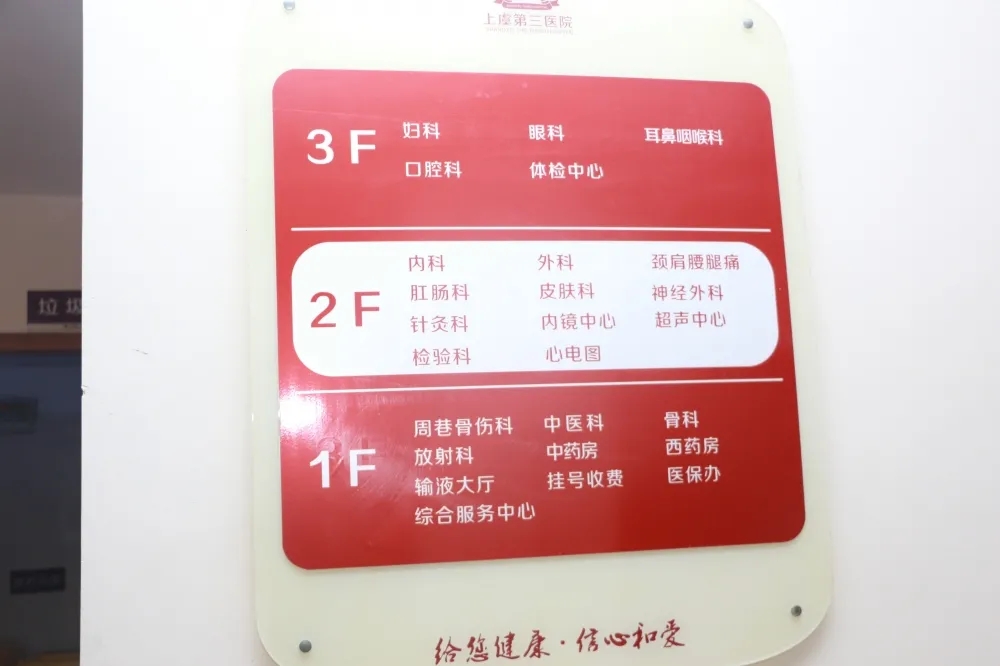 上虞第三医院
3F
妇科 眼科 耳鼻咽喉科
口腔科 体检中心
2F
内科 外科 颈肩腰腿痛
肛肠科 皮肤科 神经外科
针灸科 内镜中心 超声中心
检验科 心电图
1F
周巷骨伤科 中医科 骨科
放射科 中药房 西药房
输液大厅 挂号收费 医保办
综合服务中心
给您健康·信心和爱
垃圾